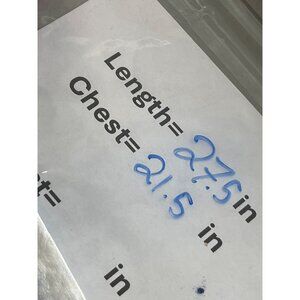 Length= 27.5 in
Chest= 21.5 in
t= in